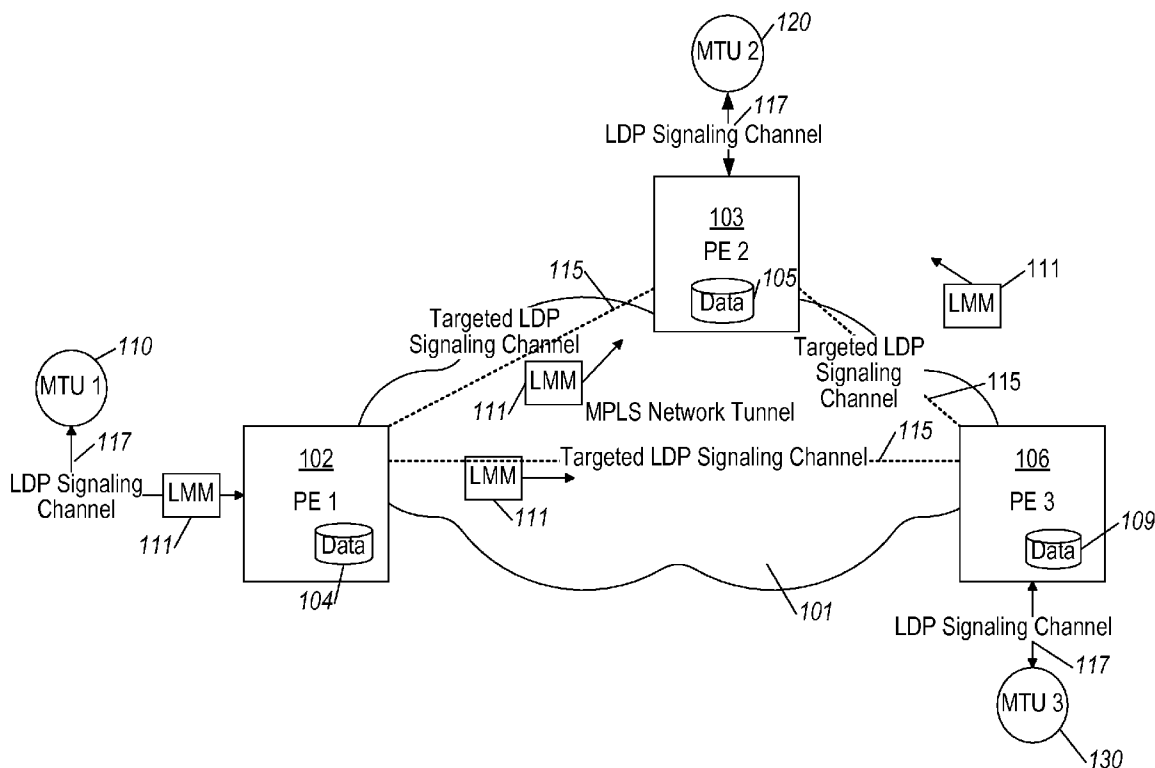 120
MTU 2
117
LDP Signaling Channel
103
PE 2
105
Data
115
111
LMM
Targeted LDP
Signaling Channel
Targeted LDP
Signaling
Channel
110
MTU 1
LMM
111
MPLS Network Tunnel
115
117
LDP Signaling
Channel
LMM
111
102
PE 1
Data
104
Targeted LDP Signaling Channel
115
LMM
111
106
PE 3
Data
109
101
LDP Signaling Channel
117
MTU 3
130